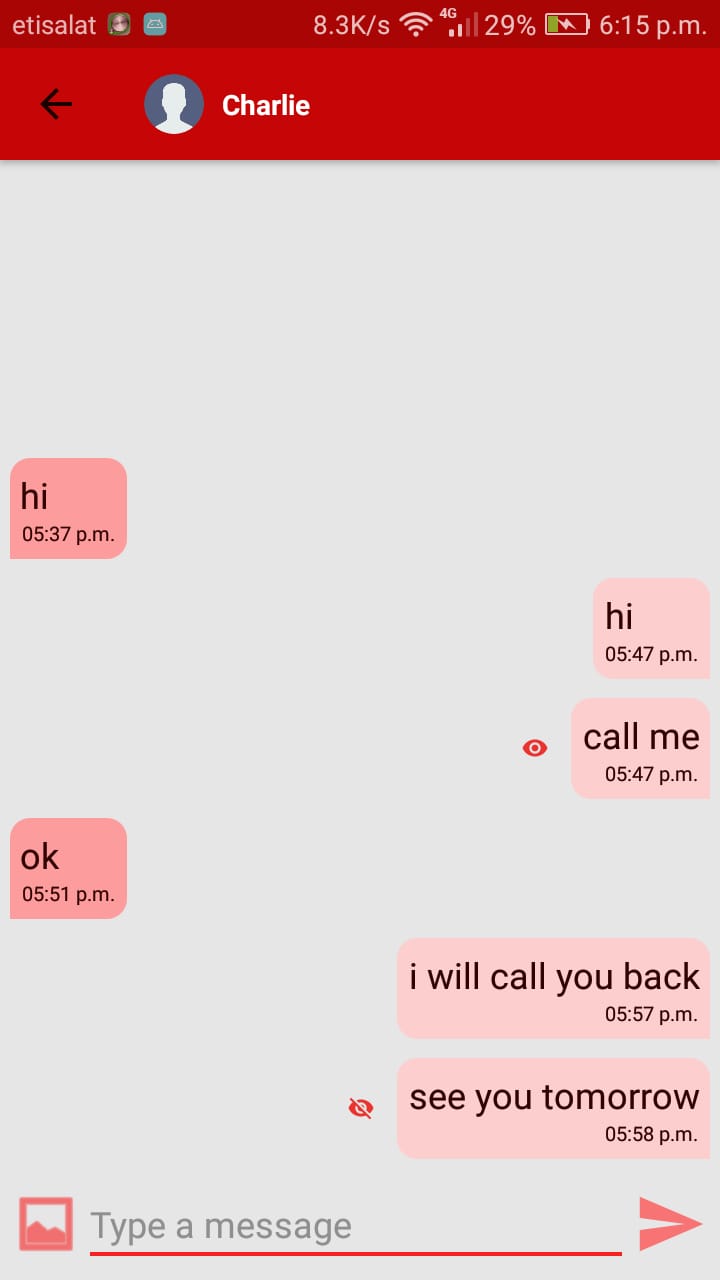 etisalat 8.3K/s 4G 29% 6:15 p.m.
Charlie
hi
05:37 p.m.
hi
05:47 p.m.
call me
05:47 p.m.
ok
05:51 p.m.
i will call you back
05:57 p.m.
see you tomorrow
05:58 p.m.
Type a message